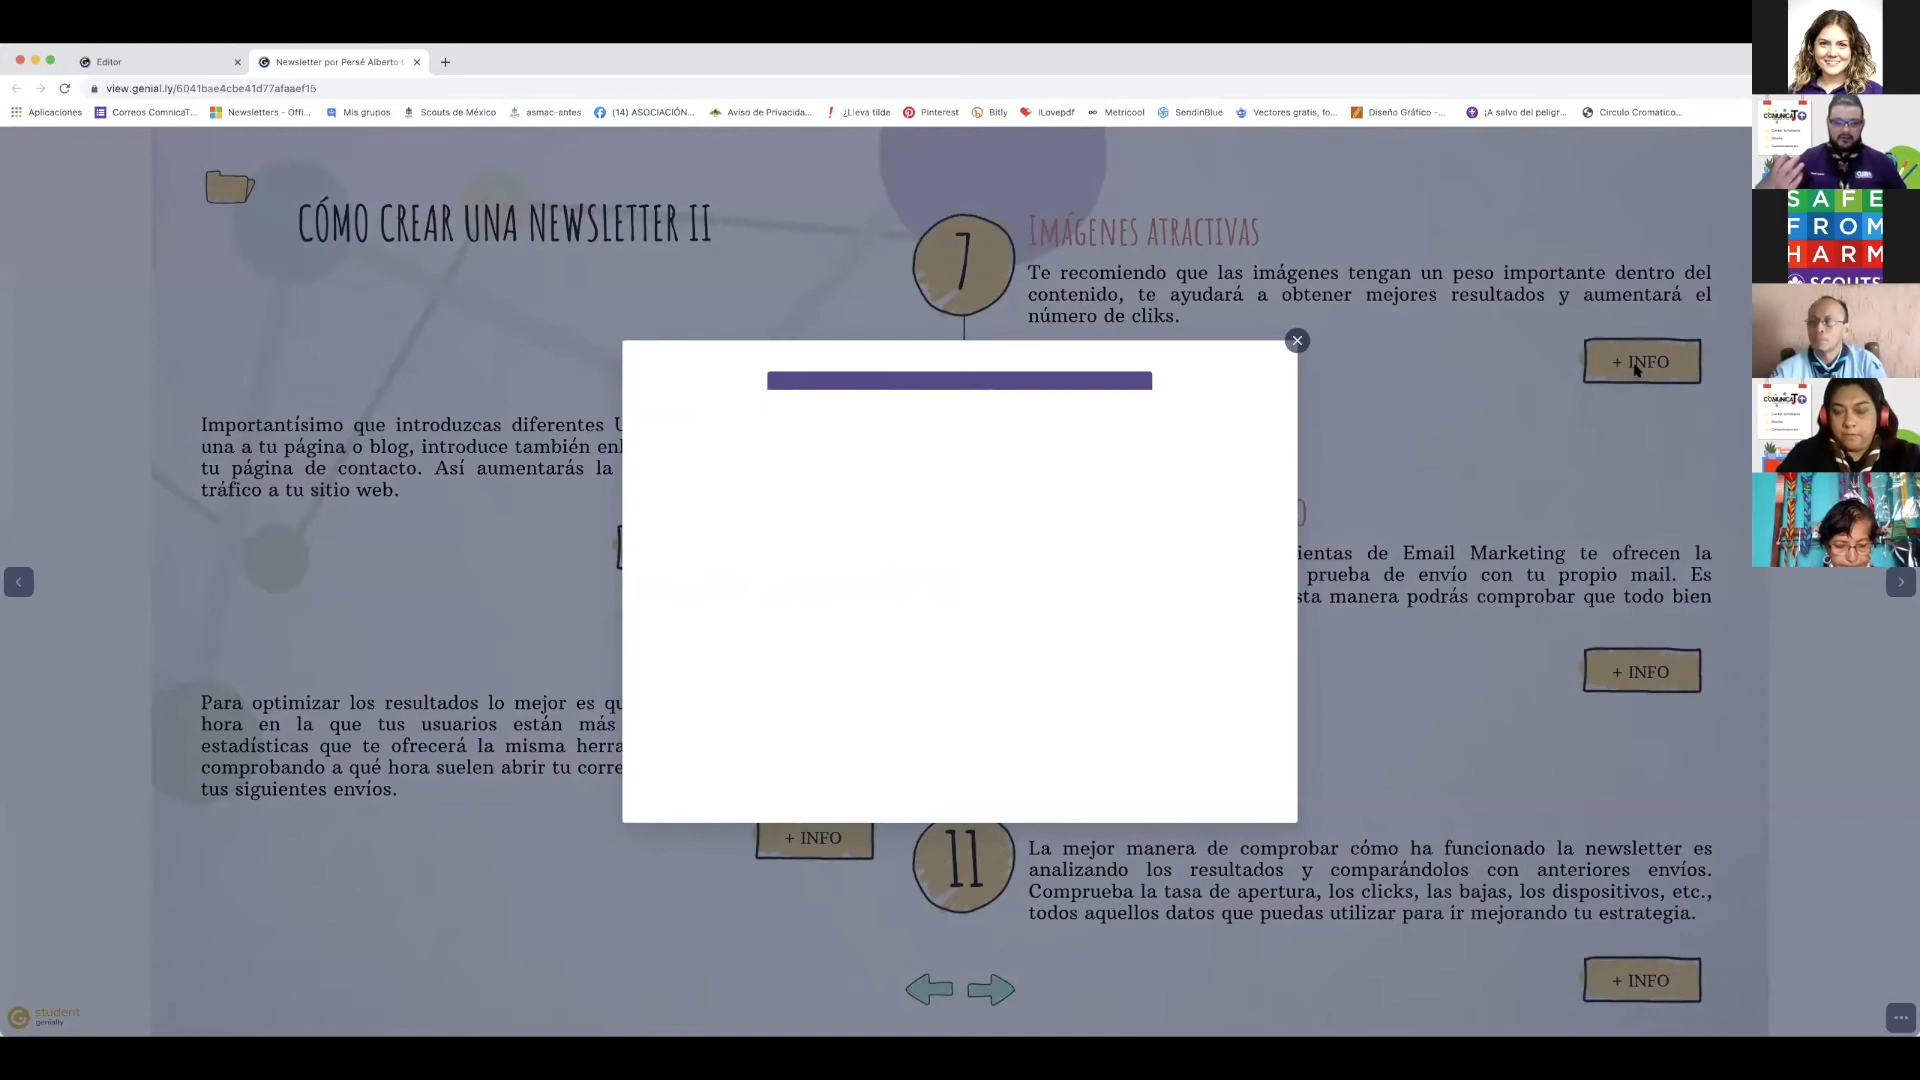 Editor
Newsletter por Persé Alberto
view.genial.ly/6041bae4cbe41d77afaaef15
Aplicaciones
Correos ComnicaT...
Newsletters - Offi...
Mis grupos
Scouts de México
asmac-antes
(14) ASOCIACIÓN...
Aviso de Privacida...
¿Lleva tilde
Pinterest
Bitly
ILovepdf
Metricool
SendinBlue
Vectores gratis, fo...
Diseño Gráfico -...
¡A salvo del peligr...
Circulo Cromatico...
CÓMO CREAR UNA NEWSLETTER II
Importantísimo que introduzcas diferentes
una a tu página o blog, introduce también
tu página de contacto. Así aumentarás la
tráfico a tu sitio web.
Para optimizar los resultados lo mejor es
hora en la que tus usuarios están más
estadísticas que te ofrecerá la misma
comprobando a qué hora suelen abrir tu
tus siguientes envíos.
+ INFO
7
IMÁGENES ATRACTIVAS
Te recomiendo que las imágenes tengan un peso importante dentro del
contenido, te ayudará a obtener mejores resultados y aumentará el
número de cliks.
+ INFO
de Email Marketing te ofrecen la
prueba de envío con tu propio mail. Es
manera podrás comprobar que todo bien
+ INFO
11
La mejor manera de comprobar cómo ha funcionado la newsletter es
analizando los resultados y comparándolos con anteriores envíos.
Comprueba la tasa de apertura, los clicks, las bajas, los dispositivos, etc.,
todos aquellos datos que puedas utilizar para ir mejorando tu estrategia.
+ INFO
student
genially
SAFE
FROM
HARM
SCOUTS